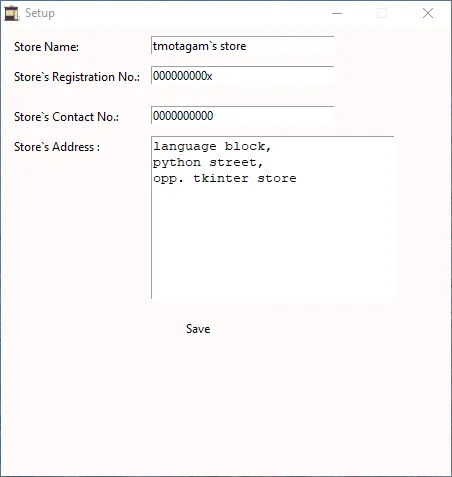 Setup
Store Name: tmotagam`s store
Store`s Registration No.: 000000000x
Store`s Contact No.: 0000000000
Store`s Address : language block,
python street,
opp. tkinter store
Save